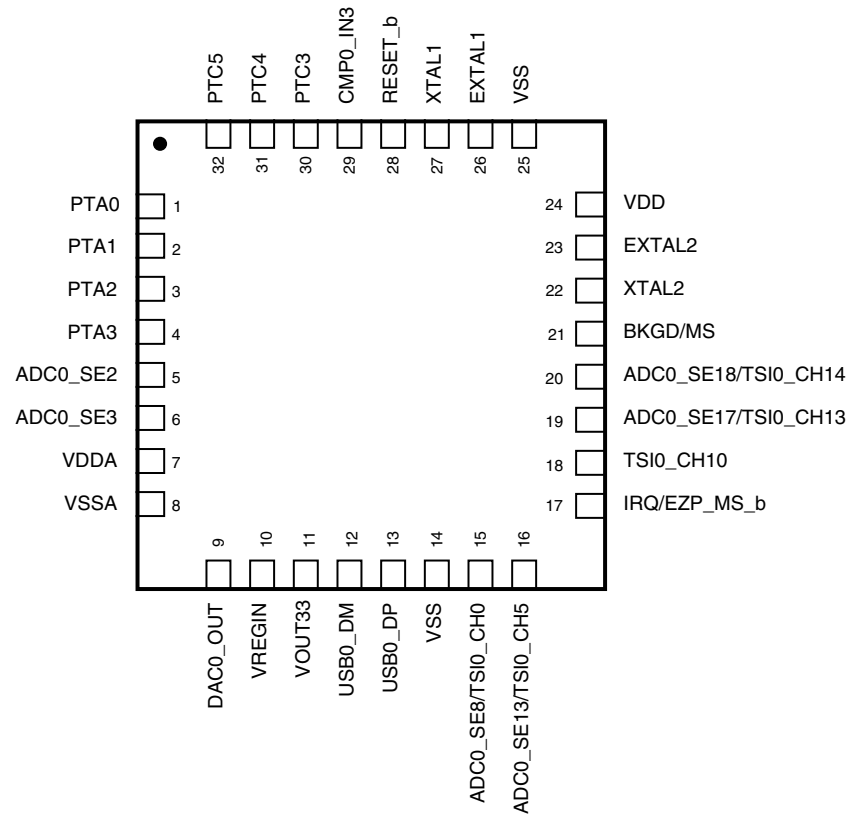 PTC5
PTC4
PTC3
CMP0_IN3
RESET_b
XTAL1
EXTAL1
VSS
32
31
30
29
28
27
26
25
PTA0 1
PTA1 2
PTA2 3
PTA3 4
ADC0_SE2 5
ADC0_SE3 6
VDDA 7
VSSA 8
24 VDD
23 EXTAL2
22 XTAL2
21 BKGD/MS
20 ADC0_SE18/TSI0_CH14
19 ADC0_SE17/TSI0_CH13
18 TSI0_CH10
17 IRQ/EZP_MS_b
9
10
11
12
13
14
15
16
DAC0_OUT
VREGIN
VOUT33
USB0_DM
USB0_DP
VSS
ADC0_SE8/TSI0_CH0
ADC0_SE13/TSI0_CH5